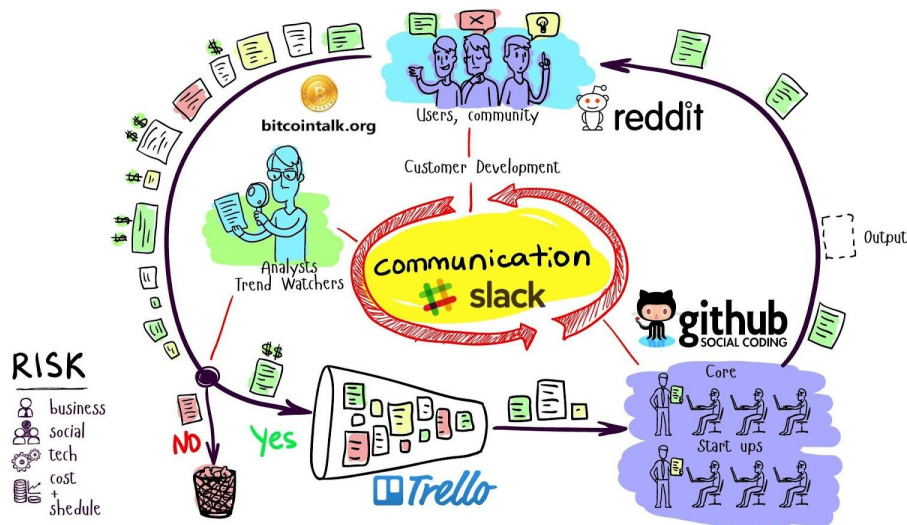 $
bitcointalk.org
Users, community
reddit
Customer Development
$$
$
$
$
Analysts
Trend Watchers
communication
slack
Output
github
SOCIAL CODING
RISK
business
social
tech
cost
+
shedule
$$
NO
Yes
Trello
Core
Start ups